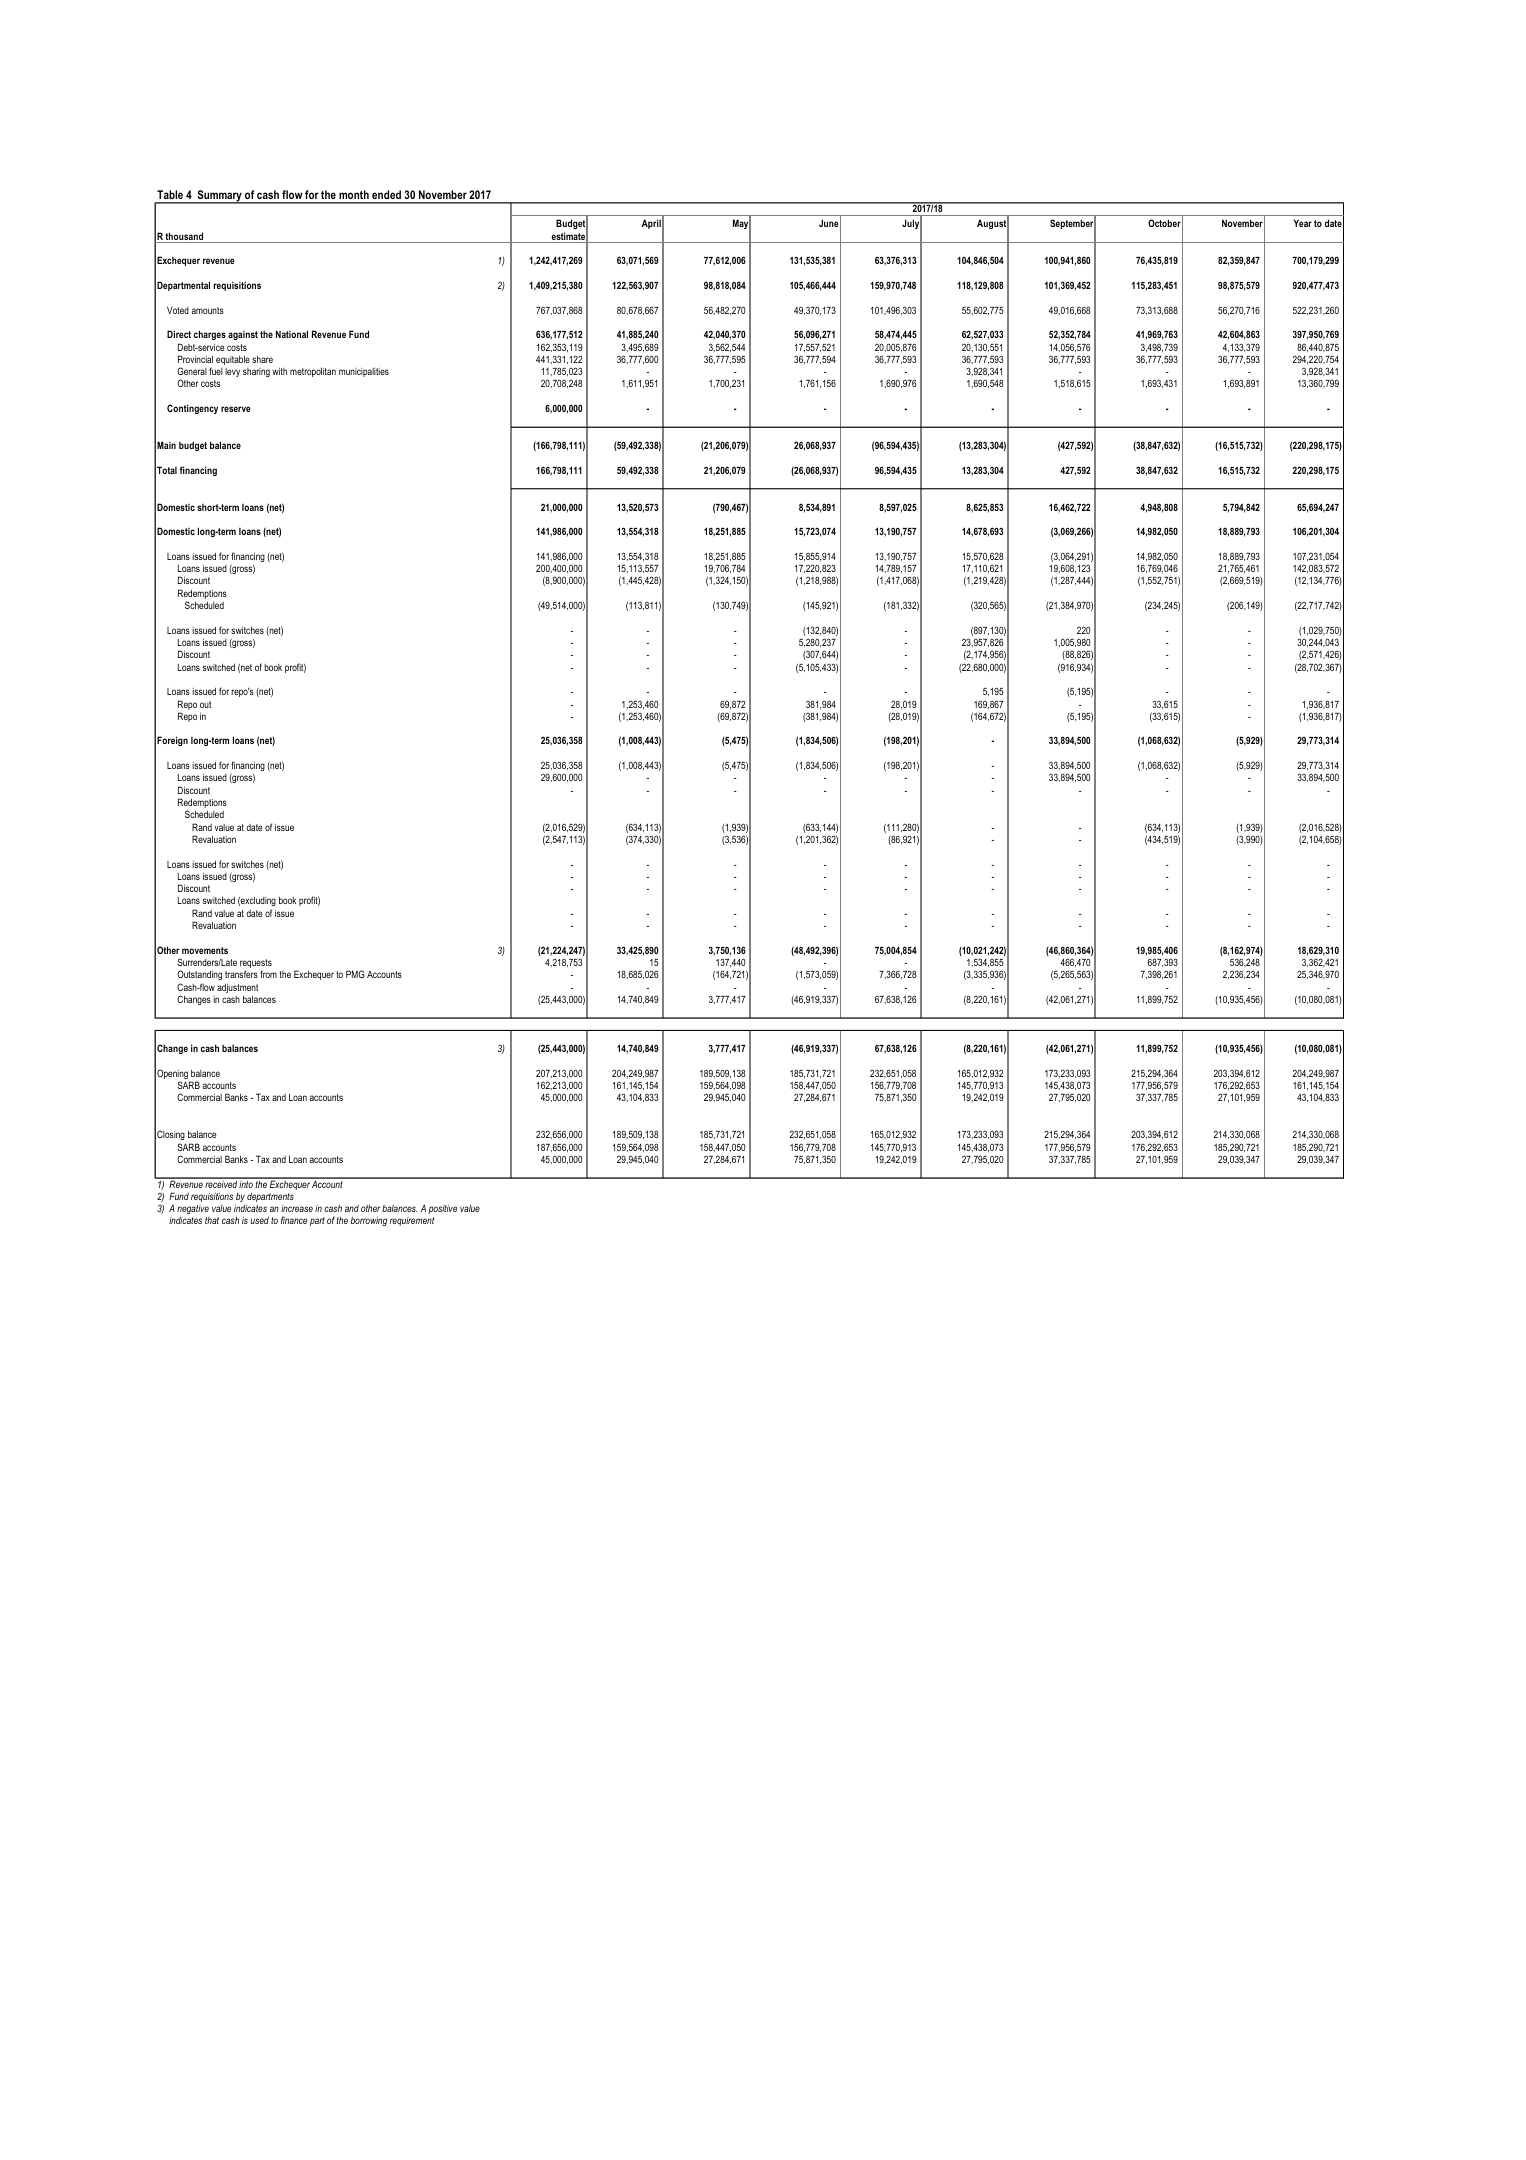 Table 4 Summary of cash flow for the month ended 30 November 2017
2017/18
Budget April May June July August September October November Year to date
R thousand estimate
Exchequer revenue 1) 1,242,417,269 63,071,569 77,612,006 131,535,381 63,376,313 104,846,504 100,941,860 76,435,819 82,359,847 700,179,299
Departmental requisitions 2) 1,409,215,380 122,563,907 98,818,084 105,466,444 159,970,748 118,129,808 101,369,452 115,283,451 98,875,579 920,477,473
Voted amounts 767,037,868 80,678,667 56,482,270 49,370,173 101,496,303 55,602,775 49,016,668 73,313,688 56,270,716 522,231,260
Direct charges against the National Revenue Fund 636,177,512 41,885,240 42,040,370 56,096,271 58,474,445 62,527,033 52,352,784 41,969,763 42,604,863 397,950,769
Debt-service costs 162,353,119 3,495,689 3,562,544 17,557,521 20,005,876 20,130,551 14,056,576 3,498,739 4,133,379 86,440,875
Provincial equitable share 441,331,122 36,777,600 36,777,595 36,777,594 36,777,593 36,777,593 36,777,593 36,777,593 36,777,593 294,220,754
General fuel levy sharing with metropolitan municipalities 11,785,023 - - - - 3,928,341 - - - 3,928,341
Other costs 20,708,248 1,611,951 1,700,231 1,761,156 1,690,976 1,690,548 1,518,615 1,693,431 1,693,891 13,360,799
Contingency reserve 6,000,000 - - - - - - - - -
Main budget balance (166,798,111) (59,492,338) (21,206,079) 26,068,937 (96,594,435) (13,283,304) (427,592) (38,847,632) (16,515,732) (220,298,175)
Total financing 166,798,111 59,492,338 21,206,079 (26,068,937) 96,594,435 13,283,304 427,592 38,847,632 16,515,732 220,298,175
Domestic short-term loans (net) 21,000,000 13,520,573 (790,467) 8,534,891 8,597,025 8,625,853 16,462,722 4,948,808 5,794,842 65,694,247
Domestic long-term loans (net) 141,986,000 13,554,318 18,251,885 15,723,074 13,190,757 14,678,693 (3,069,266) 14,982,050 18,889,793 106,201,304
Loans issued for financing (net) 141,986,000 13,554,318 18,251,885 15,855,914 13,190,757 15,570,628 (3,064,291) 14,982,050 18,889,793 107,231,054
Loans issued (gross) 200,400,000 15,113,557 19,706,784 17,220,823 14,789,157 17,110,621 19,608,123 16,769,046 21,765,461 142,083,572
Discount (8,900,000) (1,445,428) (1,324,150) (1,218,988) (1,417,068) (1,219,428) (1,287,444) (1,552,751) (2,669,519) (12,134,776)
Redemptions
Scheduled (49,514,000) (113,811) (130,749) (145,921) (181,332) (320,565) (21,384,970) (234,245) (206,149) (22,717,742)
Loans issued for switches (net) - - - (132,840) - (897,130) 220 - - (1,029,750)
Loans issued (gross) - - - 5,280,237 - 23,957,826 1,005,980 - - 30,244,043
Discount - - - (307,644) - (2,174,956) (88,826) - - (2,571,426)
Loans switched (net of book profit) - - - (5,105,433) - (22,680,000) (916,934) - - (28,702,367)
Loans issued for repo's (net) - - - - - 5,195 (5,195) - - -
Repo out - 1,253,460 69,872 381,984 28,019 169,867 - 33,615 - 1,936,817
Repo in - (1,253,460) (69,872) (381,984) (28,019) (164,672) (5,195) (33,615) - (1,936,817)
Foreign long-term loans (net) 25,036,358 (1,008,443) (5,475) (1,834,506) (198,201) - 33,894,500 (1,068,632) (5,929) 29,773,314
Loans issued for financing (net) 25,036,358 (1,008,443) (5,475) (1,834,506) (198,201) - 33,894,500 (1,068,632) (5,929) 29,773,314
Loans issued (gross) 29,600,000 - - - - - 33,894,500 - - 33,894,500
Discount - - - - - - - - - -
Redemptions
Scheduled
Rand value at date of issue (2,016,529) (634,113) (1,939) (633,144) (111,280) - - (634,113) (1,939) (2,016,528)
Revaluation (2,547,113) (374,330) (3,536) (1,201,362) (86,921) - - (434,519) (3,990) (2,104,658)
Loans issued for switches (net) - - - - - - - - - -
Loans issued (gross) - - - - - - - - - -
Discount - - - - - - - - - -
Loans switched (excluding book profit)
Rand value at date of issue - - - - - - - - - -
Revaluation - - - - - - - - - -
Other movements 3) (21,224,247) 33,425,890 3,750,136 (48,492,396) 75,004,854 (10,021,242) (46,860,364) 19,985,406 (8,162,974) 18,629,310
Surrenders/Late requests 4,218,753 15 137,440 - - 1,534,855 466,470 687,393 536,248 3,362,421
Outstanding transfers from the Exchequer to PMG Accounts - 18,685,026 (164,721) (1,573,059) 7,366,728 (3,335,936) (5,265,563) 7,398,261 2,236,234 25,346,970
Cash-flow adjustment - - - - - - - - -
Changes in cash balances (25,443,000) 14,740,849 3,777,417 (46,919,337) 67,638,126 (8,220,161) (42,061,271) 11,899,752 (10,935,456) (10,080,081)
Change in cash balances 3) (25,443,000) 14,740,849 3,777,417 (46,919,337) 67,638,126 (8,220,161) (42,061,271) 11,899,752 (10,935,456) (10,080,081)
Opening balance 207,213,000 204,249,987 189,509,138 185,731,721 232,651,058 165,012,932 173,233,093 215,294,364 203,394,612 204,249,987
SARB accounts 162,213,000 161,145,154 159,564,098 158,447,050 156,779,708 145,770,913 145,438,073 177,956,579 176,292,653 161,145,154
Commercial Banks - Tax and Loan accounts 45,000,000 43,104,833 29,945,040 27,284,671 75,871,350 19,242,019 27,795,020 37,337,785 27,101,959 43,104,833
Closing balance 232,656,000 189,509,138 185,731,721 232,651,058 165,012,932 173,233,093 215,294,364 203,394,612 214,330,068 214,330,068
SARB accounts 187,656,000 159,564,098 158,447,050 156,779,708 145,770,913 145,438,073 177,956,579 176,292,653 185,290,721 185,290,721
Commercial Banks - Tax and Loan accounts 45,000,000 29,945,040 27,284,671 75,871,350 19,242,019 27,795,020 37,337,785 27,101,959 29,039,347 29,039,347
1) Revenue received into the Exchequer Account
2) Fund requisitions by departments
3) A negative value indicates an increase in cash and other balances. A positive value
indicates that cash is used to finance part of the borrowing requirement